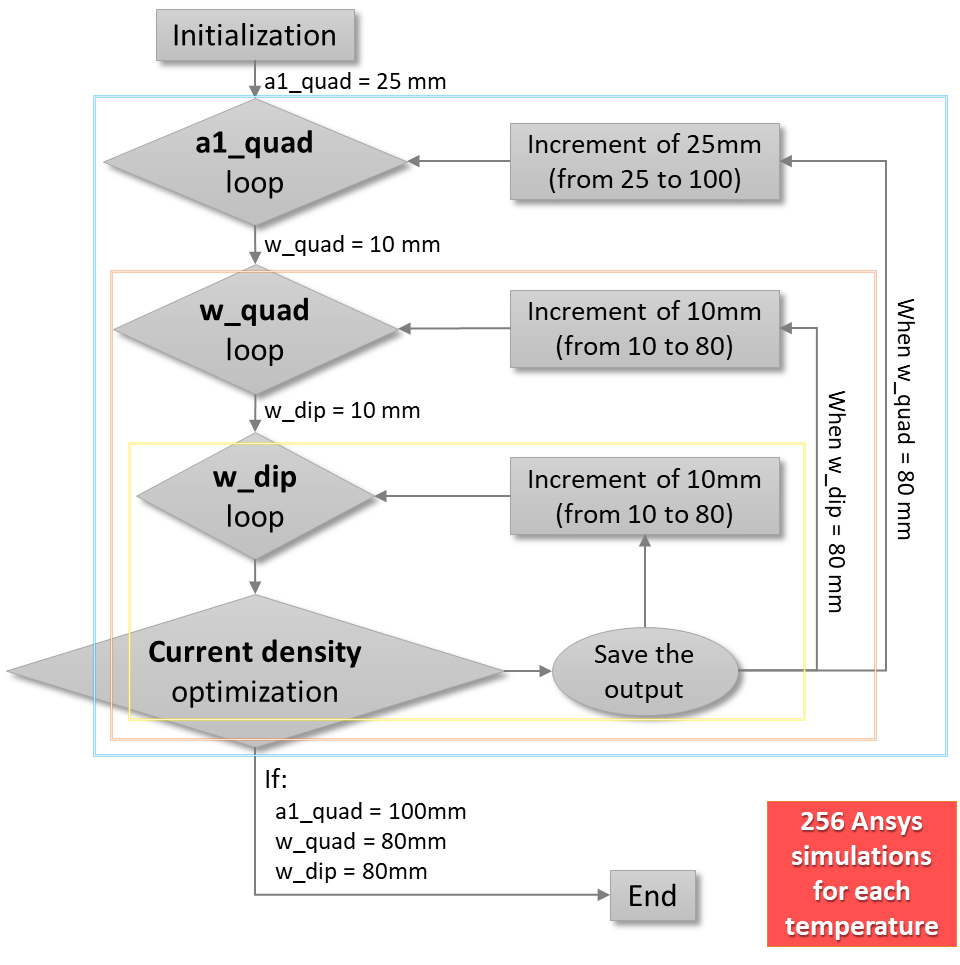 Initialization
a1_quad = 25 mm
a1_quad
loop
Increment of 25mm
(from 25 to 100)
w_quad = 10 mm
w_quad
loop
Increment of 10mm
(from 10 to 80)
When w_quad = 80 mm
w_dip = 10 mm
When w_dip = 80 mm
w_dip
loop
Increment of 10mm
(from 10 to 80)
Current density
optimization
Save the
output
If:
a1_quad = 100mm
w_quad = 80mm
w_dip = 80mm
End
256 Ansys
simulations
for each
temperature